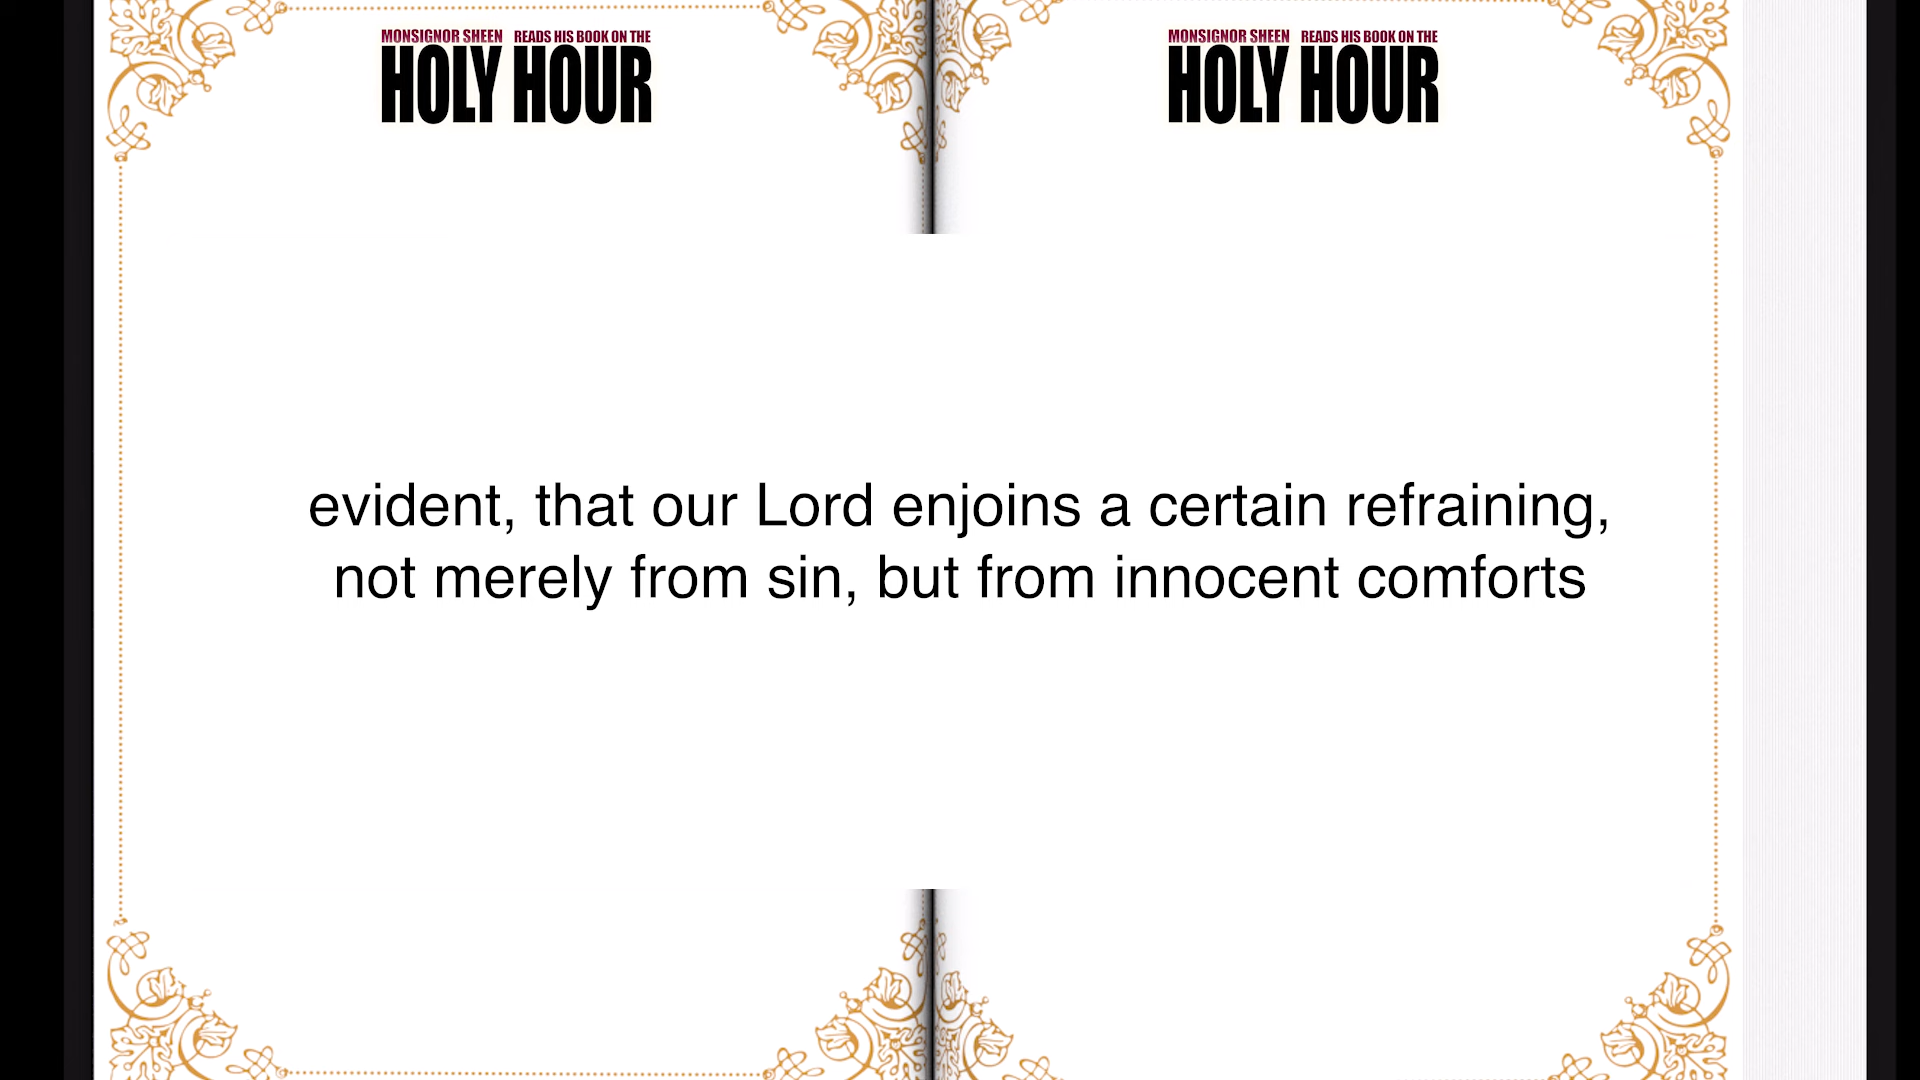 MONSIGNOR SHEEN READS HIS BOOK ON THE
HOLY HOUR
MONSIGNOR SHEEN READS HIS BOOK ON THE
HOLY HOUR
evident, that our Lord enjoins a certain refraining,
not merely from sin, but from innocent comforts